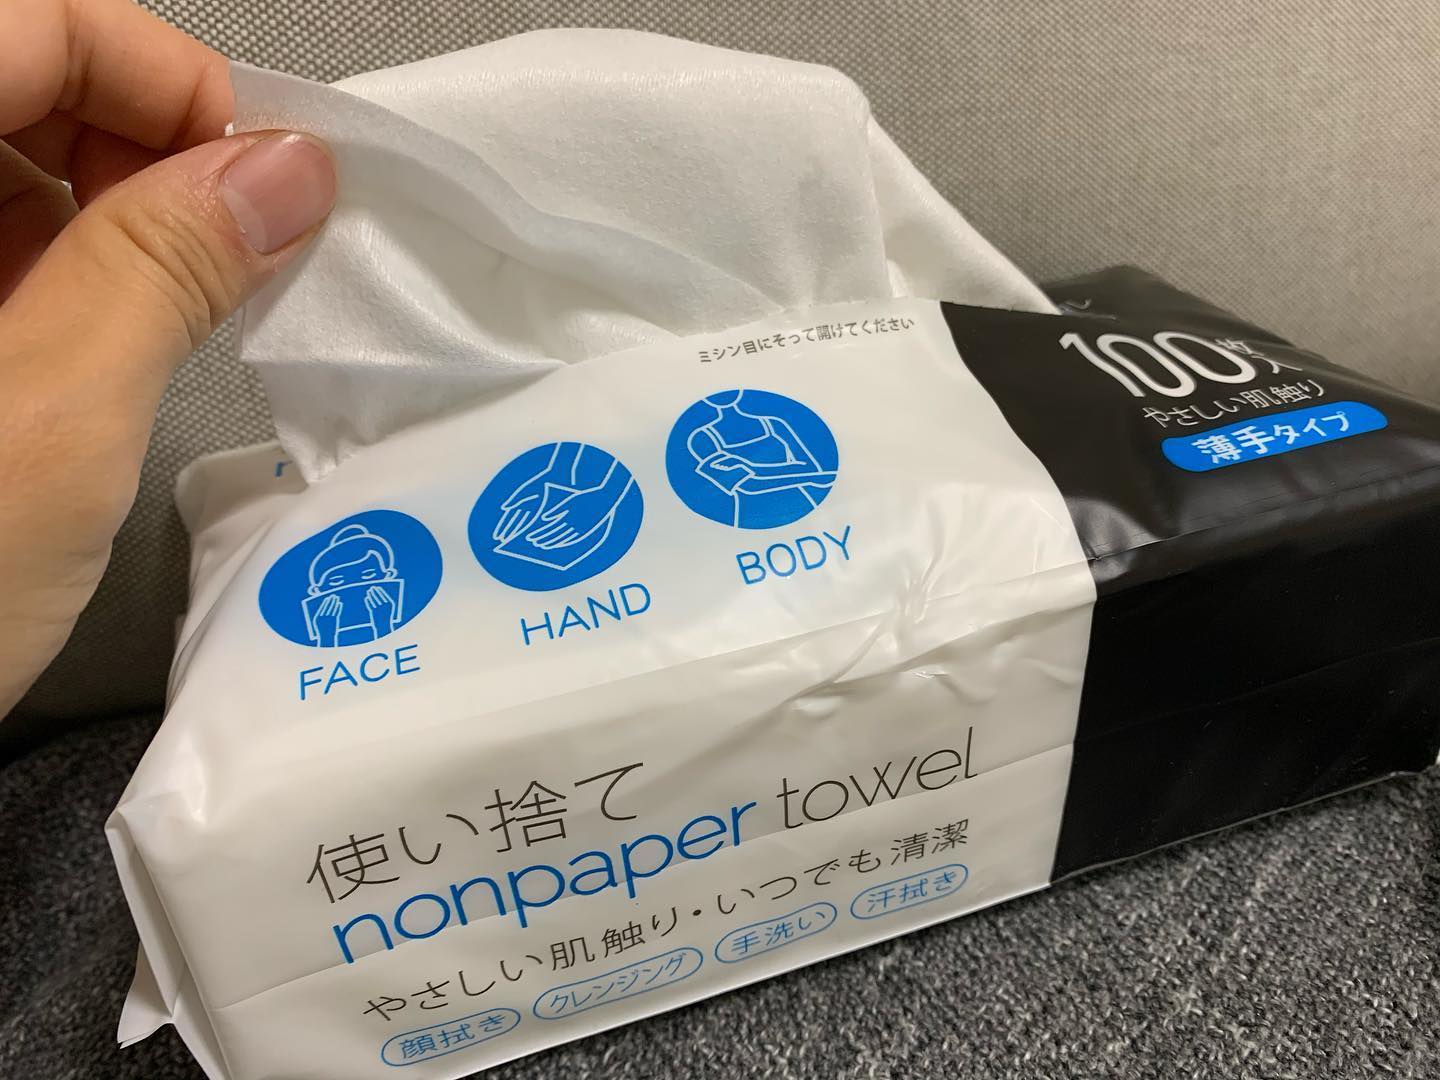 ミシン目にそって開けてください
100枚入
やさしい肌触り
薄手タイプ
FACE
HAND
BODY
使い捨て
nonpaper towel
やさしい肌触り・いつでも清潔
顔拭き クレンジング 手洗い 汗拭き